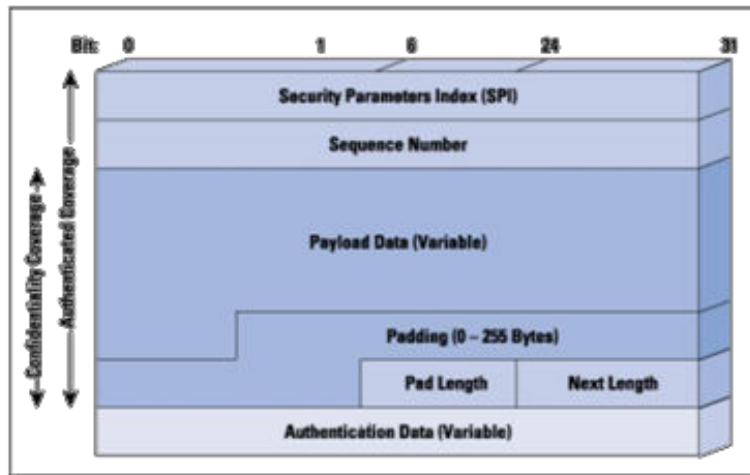 Bit: 0 1 6 24 31
Security Parameters Index (SPI)
Sequence Number
Payload Data (Variable)
Padding (0 – 255 Bytes)
Pad Length Next Length
Authentication Data (Variable)
Confidentiality Coverage
Authenticated Coverage